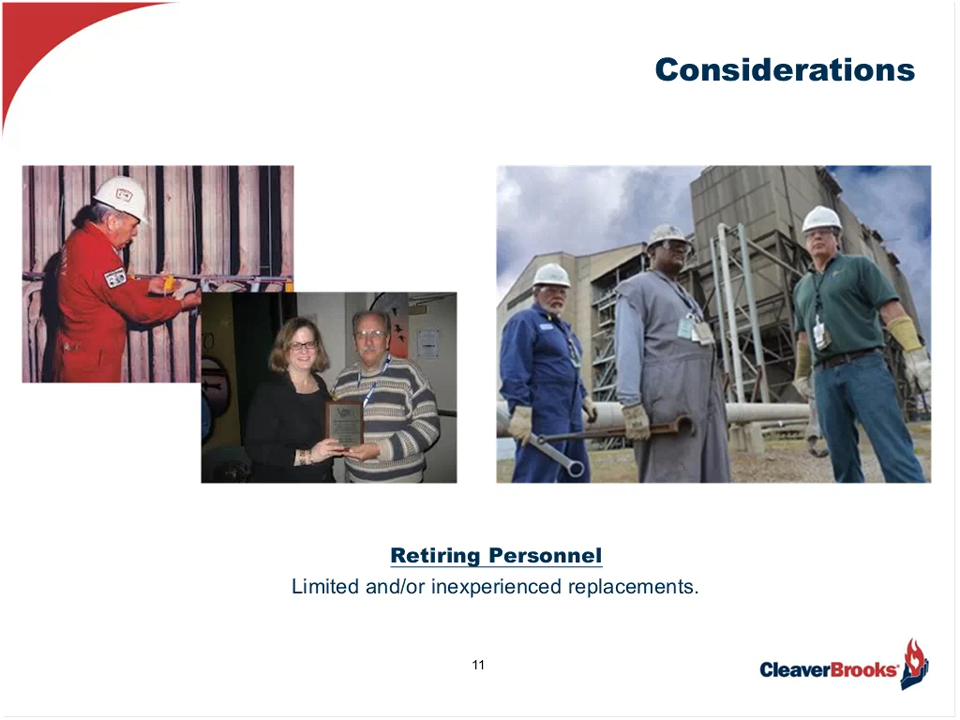 Considerations
Retiring Personnel
Limited and/or inexperienced replacements.
11
CleaverBrooks